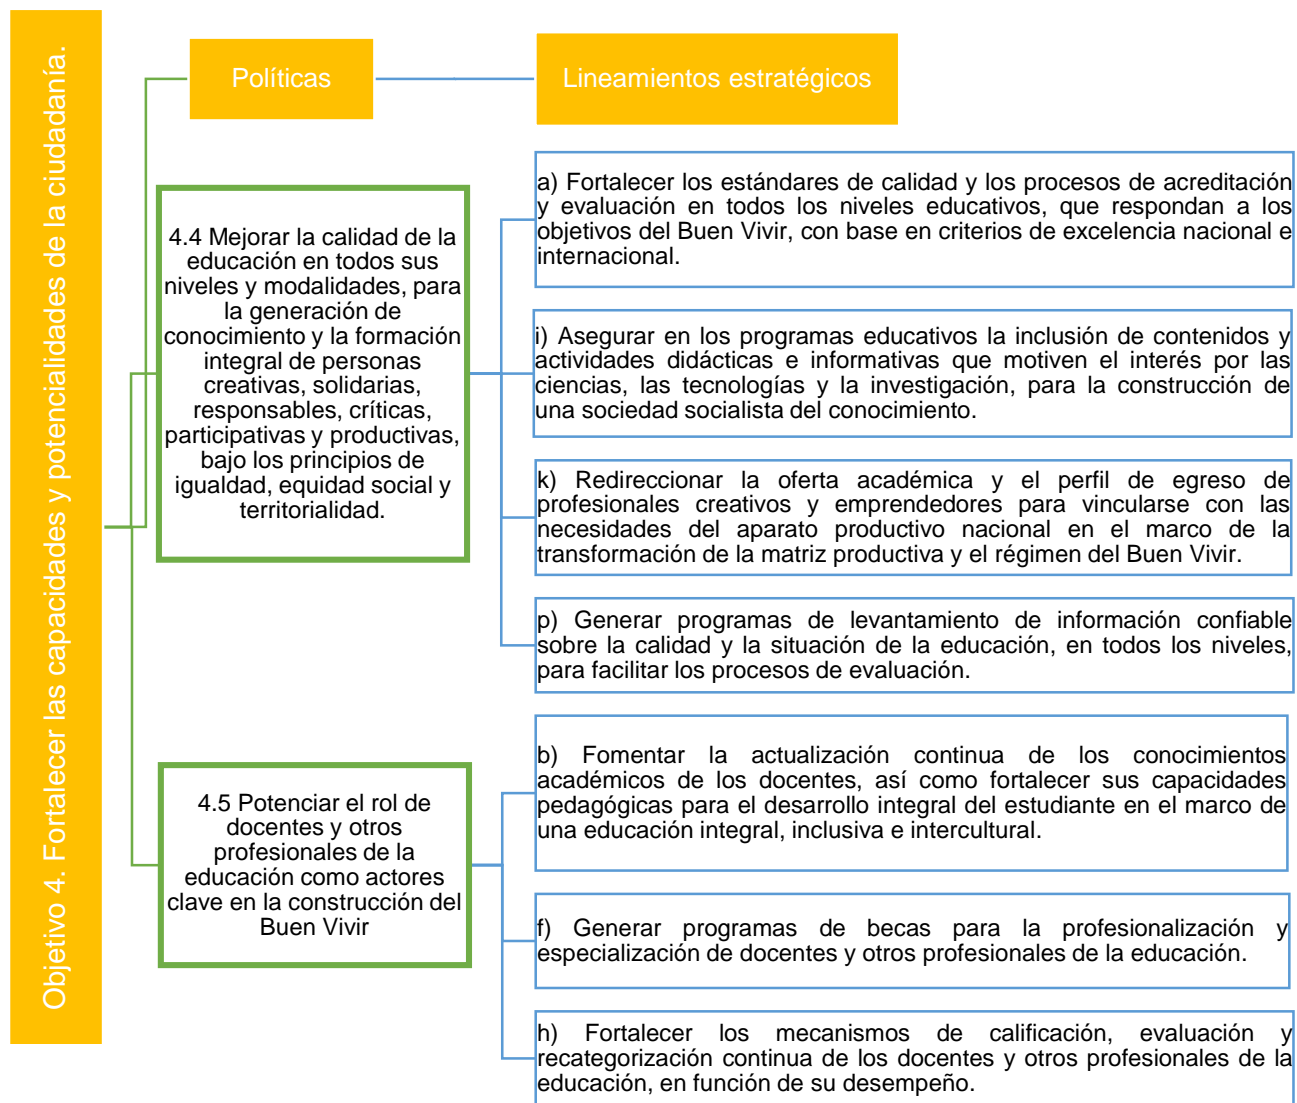 Objetivo 4. Fortalecer las capacidades y potencialidades de la ciudadanía.
Políticas
Lineamientos estratégicos
4.4 Mejorar la calidad de la
educación en todos sus
niveles y modalidades, para
la generación de
conocimiento y la formación
integral de personas
creativas, solidarias,
responsables, críticas,
participativas y productivas,
bajo los principios de
igualdad, equidad social y
territorialidad.
a) Fortalecer los estándares de calidad y los procesos de acreditación
y evaluación en todos los niveles educativos, que respondan a los
objetivos del Buen Vivir, con base en criterios de excelencia nacional e
internacional.
i) Asegurar en los programas educativos la inclusión de contenidos y
actividades didácticas e informativas que motiven el interés por las
ciencias, las tecnologías y la investigación, para la construcción de
una sociedad socialista del conocimiento.
k) Redireccionar la oferta académica y el perfil de egreso de
profesionales creativos y emprendedores para vincularse con las
necesidades del aparato productivo nacional en el marco de la
transformación de la matriz productiva y el régimen del Buen Vivir.
p) Generar programas de levantamiento de información confiable
sobre la calidad y la situación de la educación, en todos los niveles,
para facilitar los procesos de evaluación.
4.5 Potenciar el rol de
docentes y otros
profesionales de la
educación como actores
clave en la construcción del
Buen Vivir
b) Fomentar la actualización continua de los conocimientos
académicos de los docentes, así como fortalecer sus capacidades
pedagógicas para el desarrollo integral del estudiante en el marco de
una educación integral, inclusiva e intercultural.
f) Generar programas de becas para la profesionalización y
especialización de docentes y otros profesionales de la educación.
h) Fortalecer los mecanismos de calificación, evaluación y
recategorización continua de los docentes y otros profesionales de la
educación, en función de su desempeño.